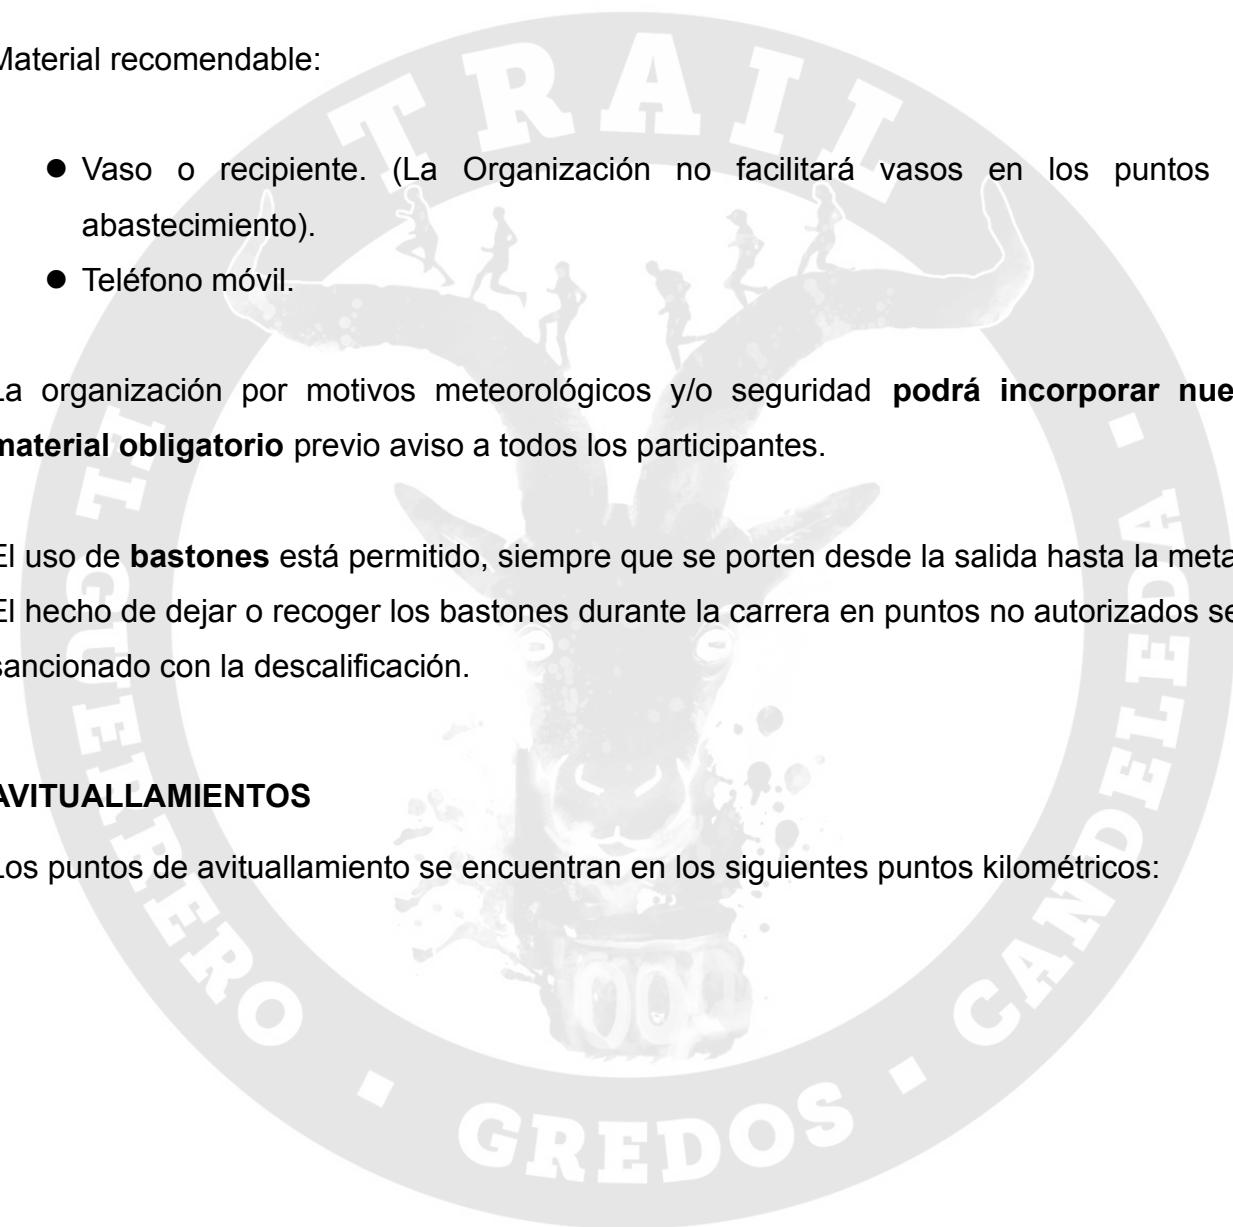 Material recomendable:
● Vaso o recipiente. (La Organización no facilitará vasos en los puntos
abastecimiento).
● Teléfono móvil.
La organización por motivos meteorológicos y/o seguridad podrá incorporar nue
material obligatorio previo aviso a todos los participantes.
El uso de bastones está permitido, siempre que se porten desde la salida hasta la meta
El hecho de dejar o recoger los bastones durante la carrera en puntos no autorizados se
sancionado con la descalificación.
AVITUALLAMIENTOS
Los puntos de avituallamiento se encuentran en los siguientes puntos kilométricos:
TRAIL
CANDELEDA
GREDOS